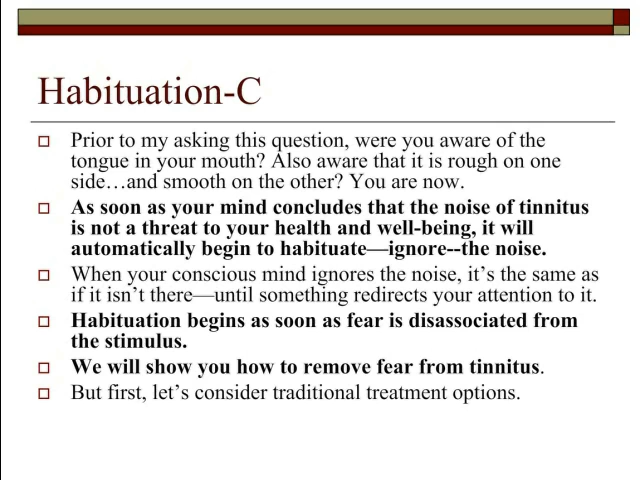 Habituation-C
Prior to my asking this question, were you aware of the
tongue in your mouth? Also aware that it is rough on one
side…and smooth on the other? You are now.
As soon as your mind concludes that the noise of tinnitus
is not a threat to your health and well-being, it will
automatically begin to habituate—ignore--the noise.
When your conscious mind ignores the noise, it’s the same as
if it isn’t there—until something redirects your attention to it.
Habituation begins as soon as fear is disassociated from
the stimulus.
We will show you how to remove fear from tinnitus.
But first, let’s consider traditional treatment options.